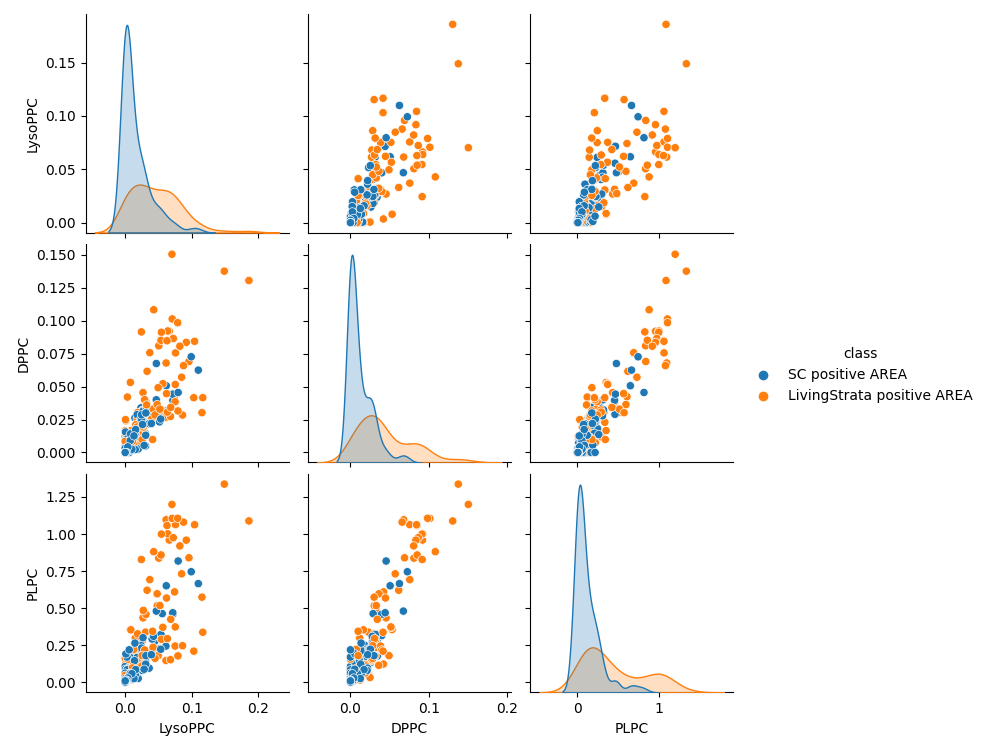 LysoPPC
0.15
0.10
0.05
0.00
DPPC
0.150
0.125
0.100
0.075
0.050
0.025
0.000
class
SC positive AREA
LivingStrata positive AREA
PLPC
1.25
1.00
0.75
0.50
0.25
0.00
0.0 0.1 0.2 0.0 0.1 0.2 0 1
LysoPPC DPPC PLPC